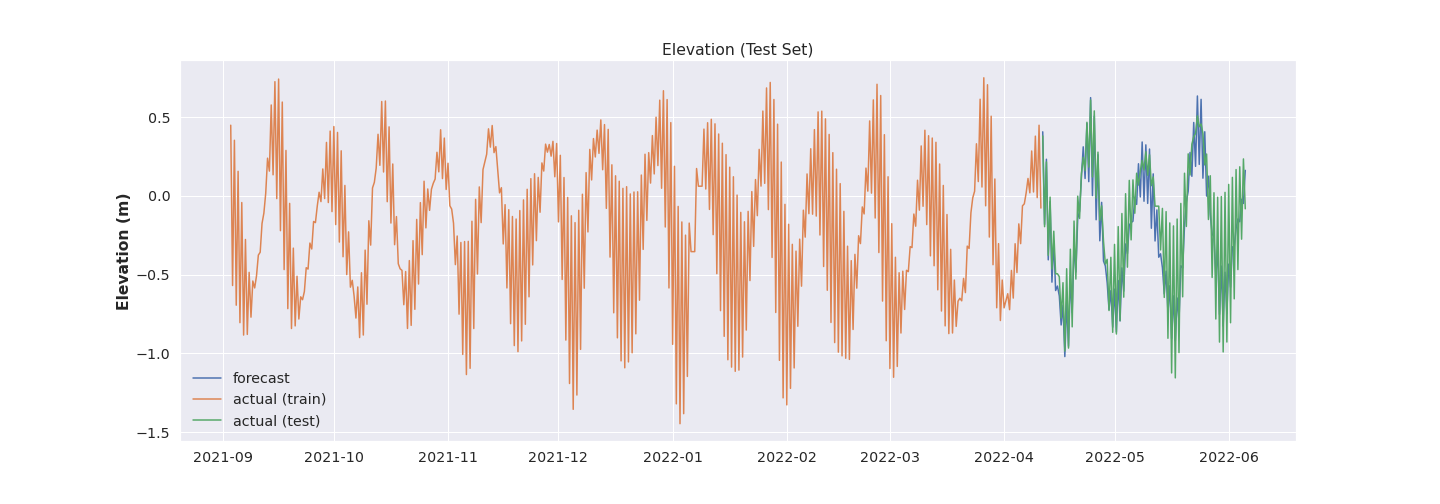 Elevation (Test Set)
Elevation (m)
0.5
0.0
−0.5
−1.0
−1.5
forecast
actual (train)
actual (test)
2021-09 2021-10 2021-11 2021-12 2022-01 2022-02 2022-03 2022-04 2022-05 2022-06